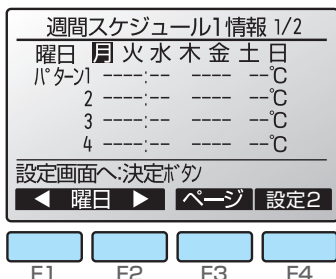 週間スケジュール1情報 1/2
曜日 月 火 水 木 金 土 日
パターン1 ----:-- ---- --℃
2 ----:-- ---- --℃
3 ----:-- ---- --℃
4 ----:-- ---- --℃
設定画面へ:決定ボタン
◀ 曜日 ▶ ページ 設定2
F1 F2 F3 F4